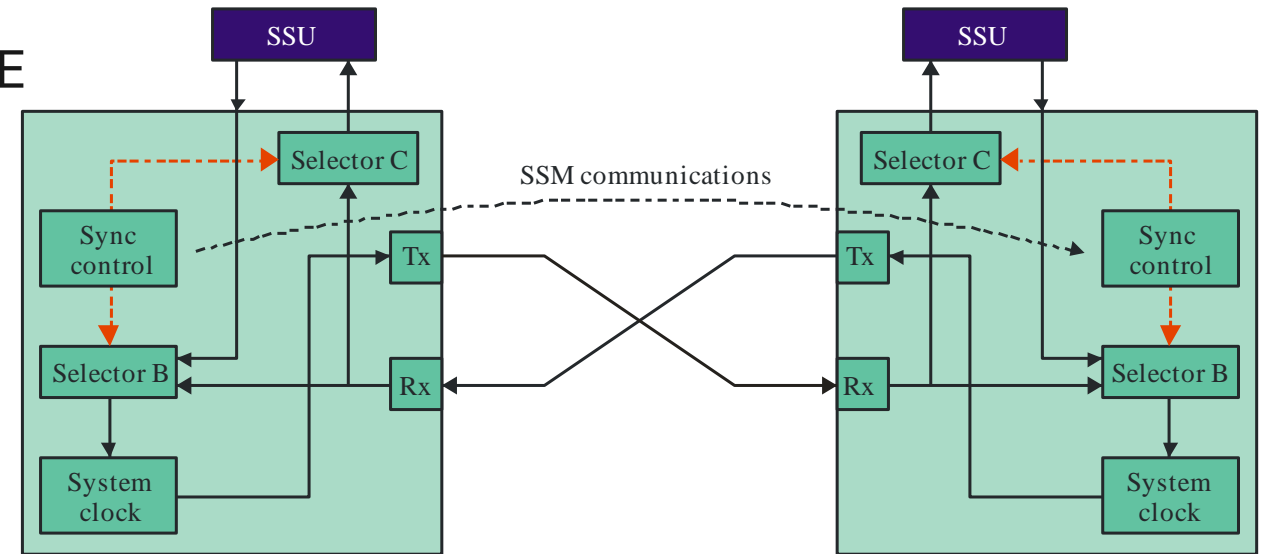 SSU
SSU
E
Selector C
Selector C
SSM communications
Sync
control
Sync
control
Tx
Tx
Selector B
Rx
Rx
Selector B
System
clock
System
clock